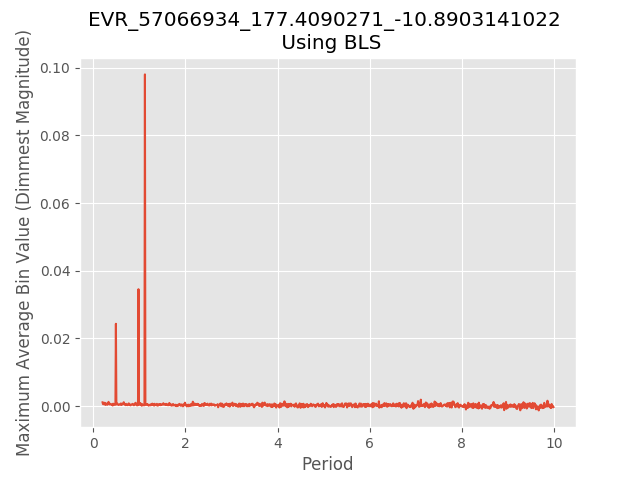 EVR_57066934_177.4090271_-10.8903141022
Using BLS
Maximum Average Bin Value (Dimmest Magnitude)
0.10
0.08
0.06
0.04
0.02
0.00
0 2 4 6 8 10
Period